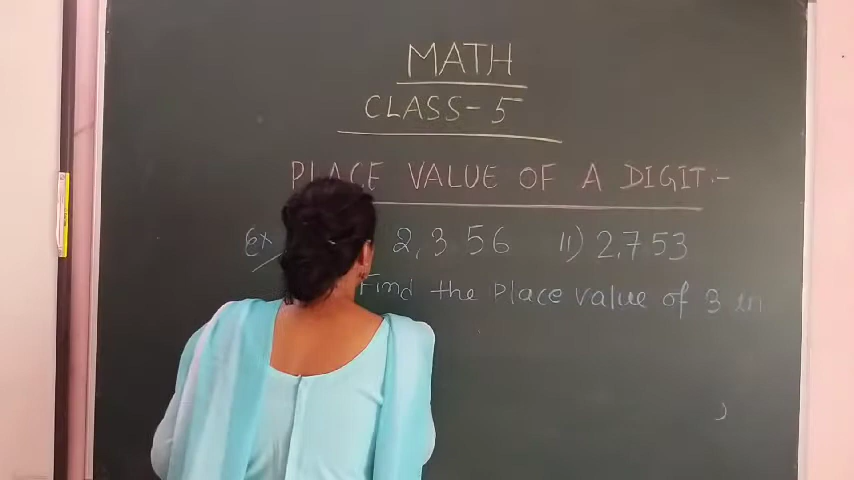 MATH
CLASS-5
PLACE VALUE OF A DIGIT:-
ex 2,356 ii) 2,753
Find the place value of 3 in